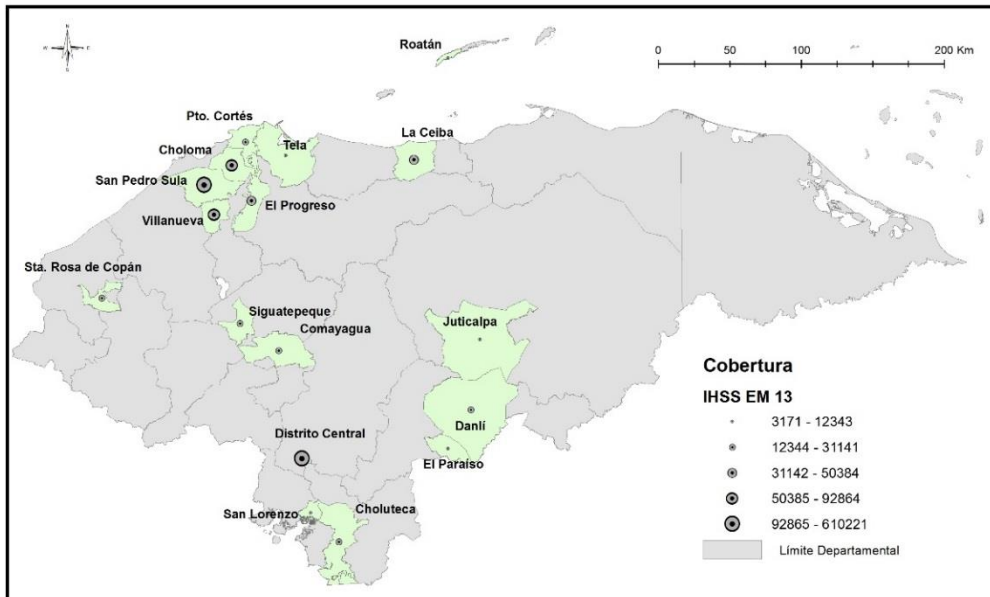 N
W
E
S
Roatán
0 50 100 200 Km
Pto. Cortés
Tela
La Ceiba
Choloma
San Pedro Sula
El Progreso
Villanueva
Sta. Rosa de Copán
Siguatepeque
Comayagua
Juticalpa
Danlí
Distrito Central
El Paraíso
San Lorenzo
Choluteca
Cobertura
IHSS EM 13
3171 - 12343
12344 - 31141
31142 - 50384
50385 - 92864
92865 - 610221
Límite Departamental